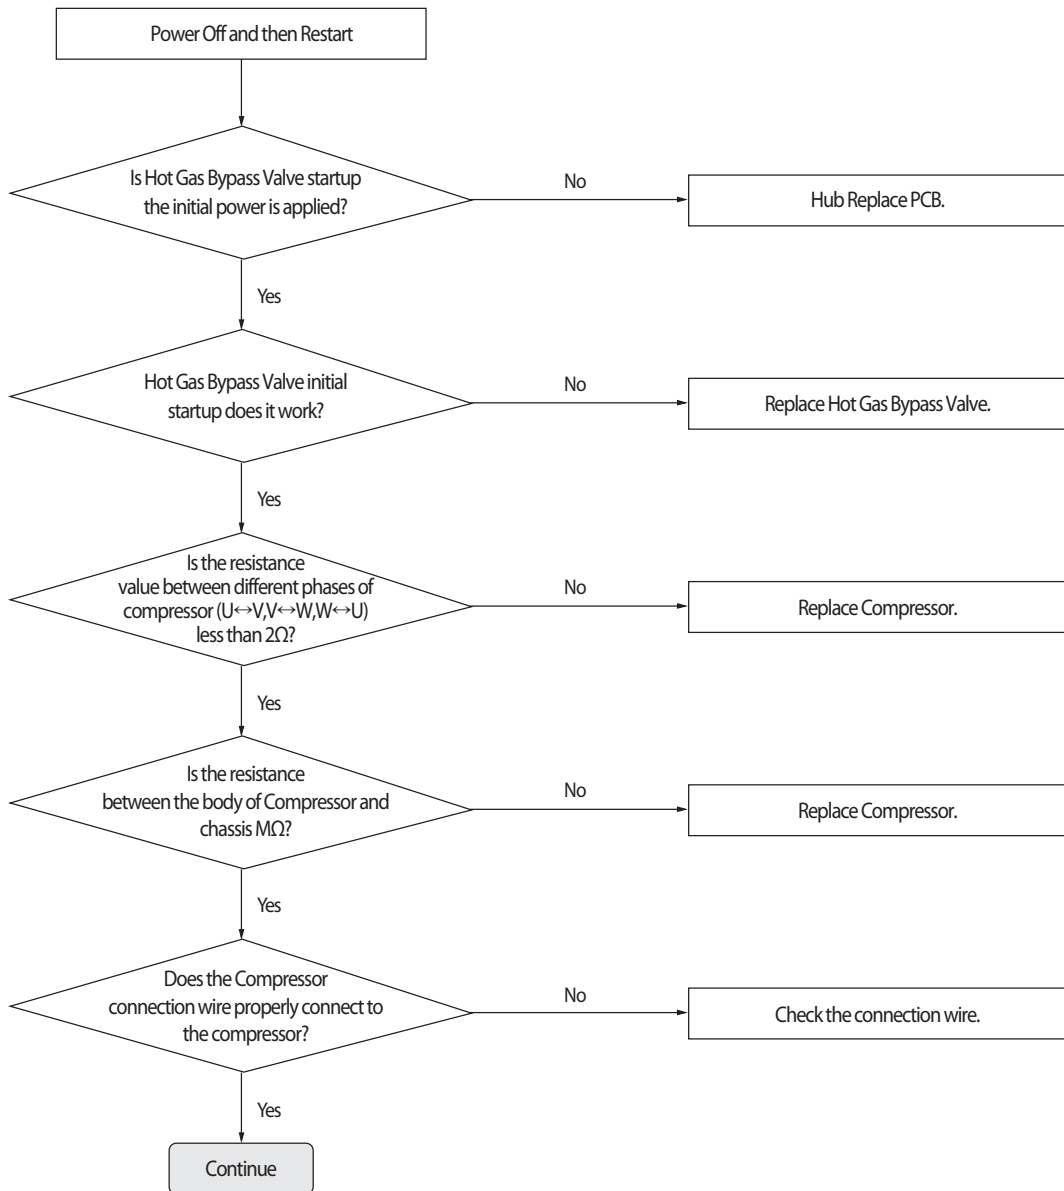 Power Off and then Restart
Is Hot Gas Bypass Valve startup
the initial power is applied?
No
Hub Replace PCB.
Yes
Hot Gas Bypass Valve initial
startup does it work?
No
Replace Hot Gas Bypass Valve.
Yes
Is the resistance
value between different phases of
compressor (U↔V,V↔W,W↔U)
less than 2Ω?
No
Replace Compressor.
Yes
Is the resistance
between the body of Compressor and
chassis MΩ?
No
Replace Compressor.
Yes
Does the Compressor
connection wire properly connect to
the compressor?
No
Check the connection wire.
Yes
Continue